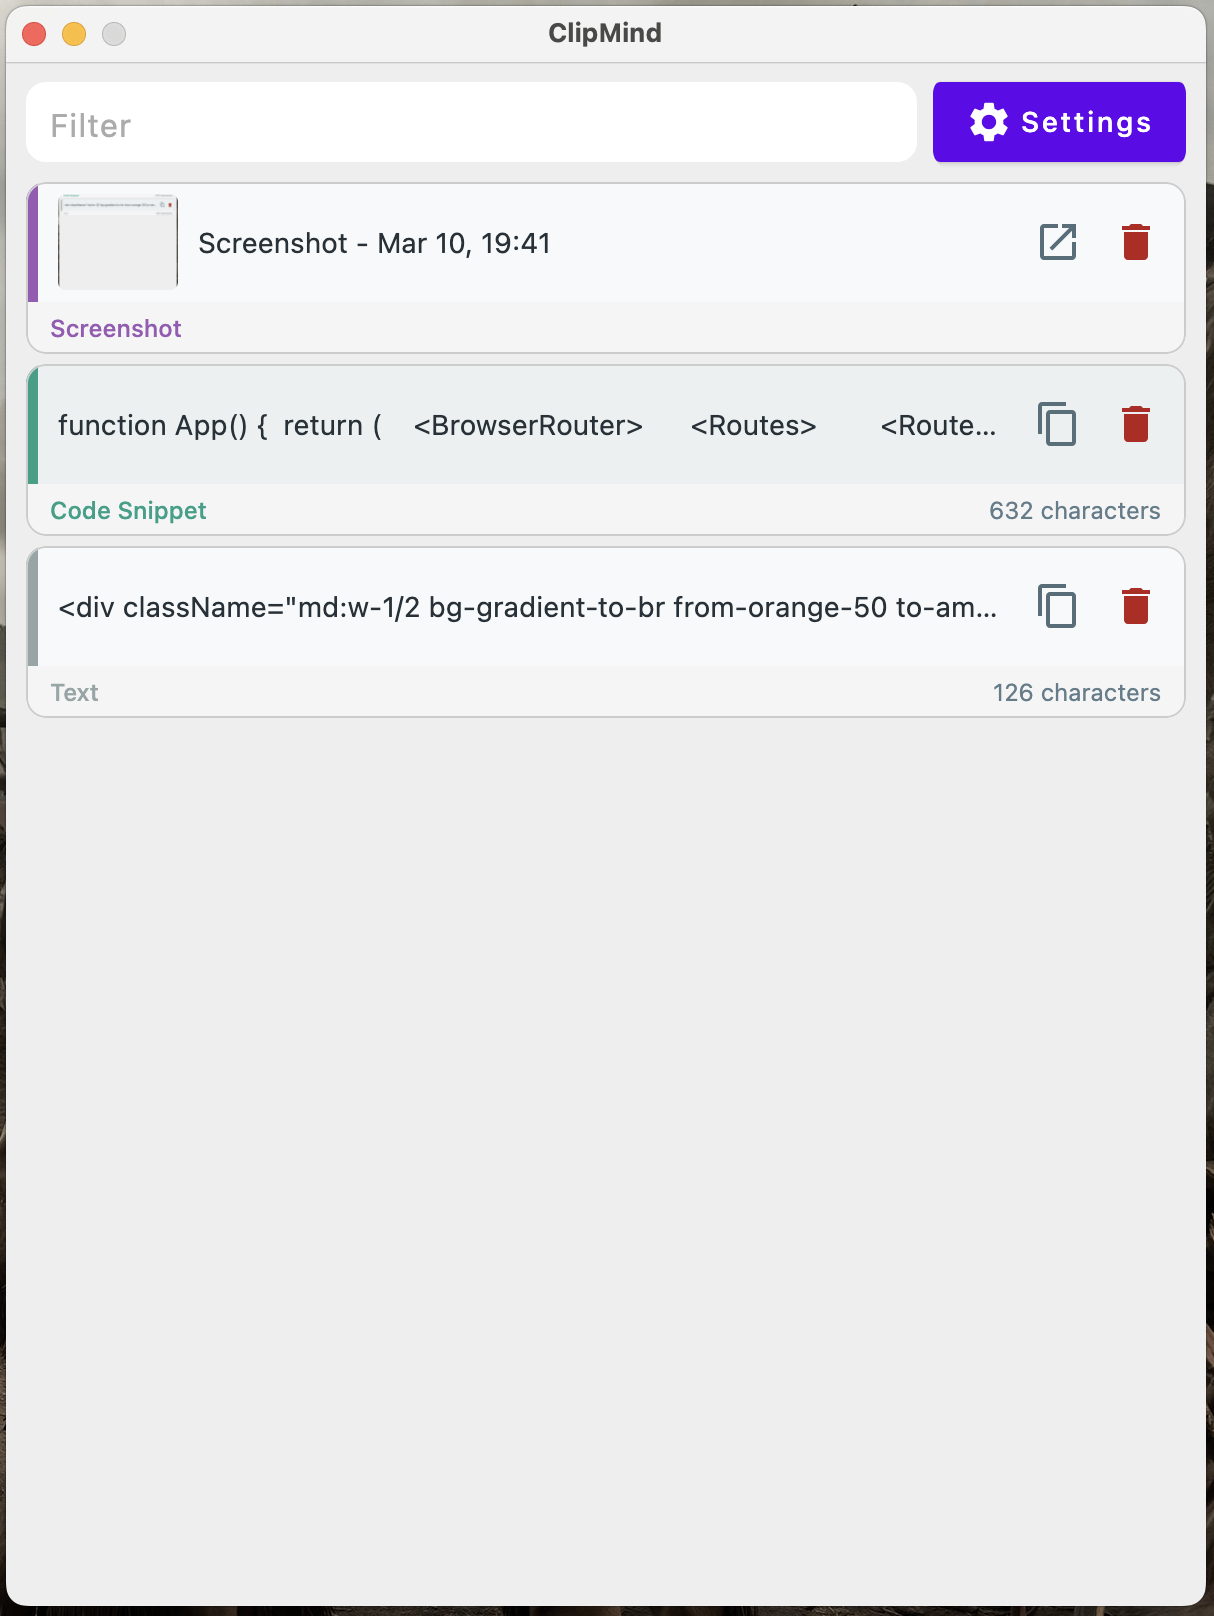 ClipMind
Filter
Settings
Screenshot - Mar 10, 19:41
Screenshot
function App() {  return (    <BrowserRouter>      <Routes>        <Route...
Code Snippet
632 characters
<div className="md:w-1/2 bg-gradient-to-br from-orange-50 to-am...
Text
126 characters